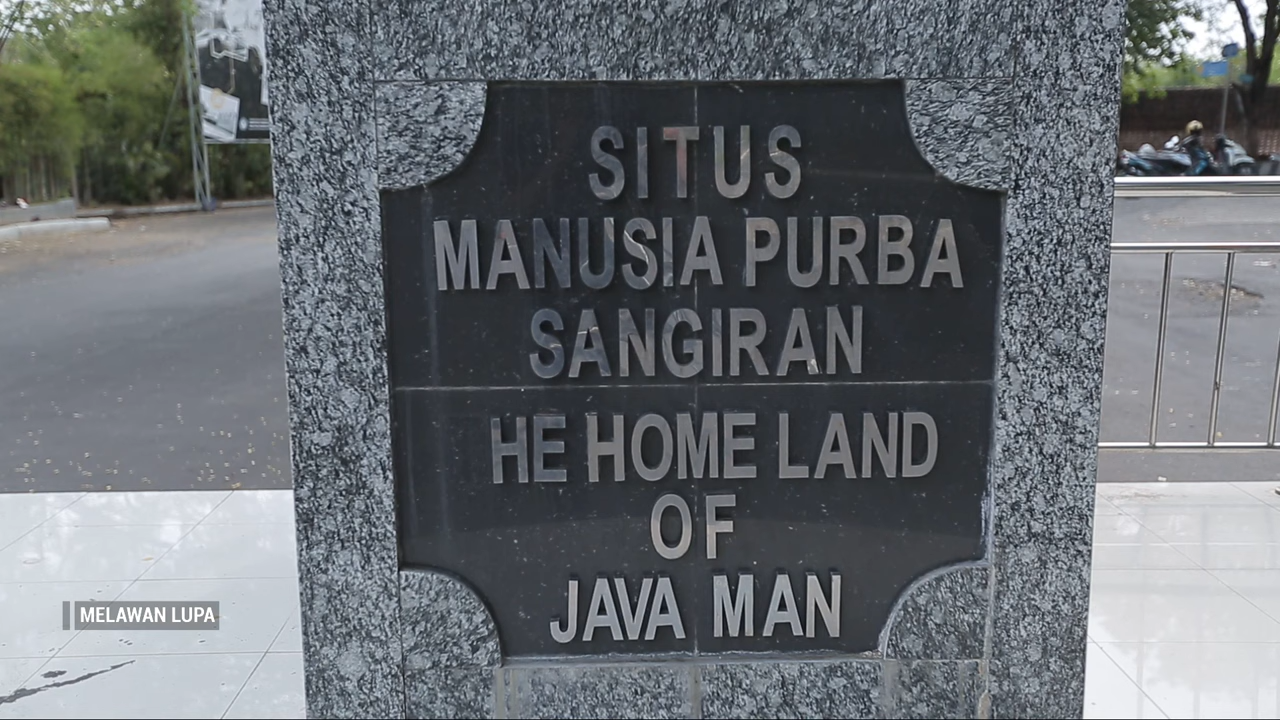 SITUS
MANUSIA PURBA
SANGIRAN
HE HOME LAND
OF
JAVA MAN
MELAWAN LUPA